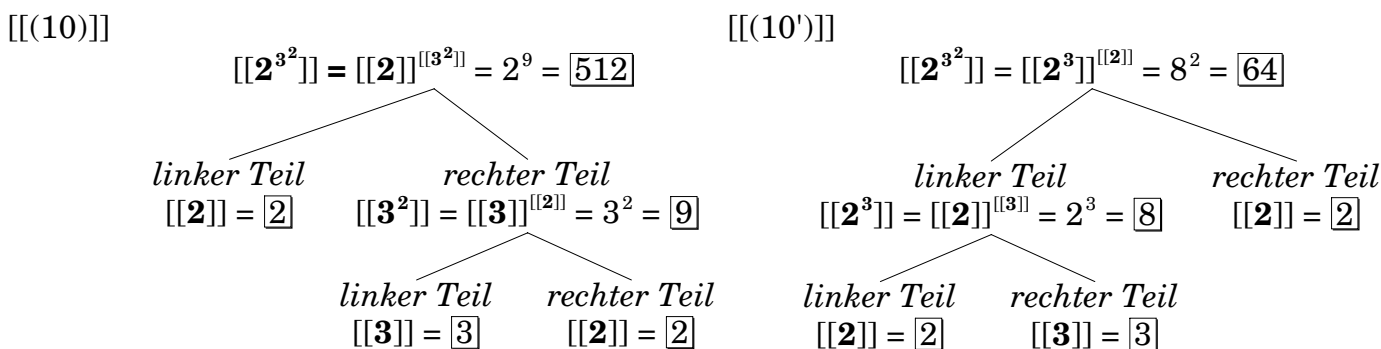 [[(10)]]
[[2^{3^2}]] = [[2]]^{[[3^2]]} = 2^9 = 512
linker Teil rechter Teil
[[2]] = 2 [[3^2]] = [[3]]^{[[2]]} = 3^2 = 9
linker Teil rechter Teil
[[3]] = 3 [[2]] = 2
[[(10')]]
[[2^{3^2}]] = [[2^3]]^{[[2]]} = 8^2 = 64
linker Teil rechter Teil
[[2^3]] = [[2]]^{[[3]]} = 2^3 = 8 [[2]] = 2
linker Teil rechter Teil
[[2]] = 2 [[3]] = 3